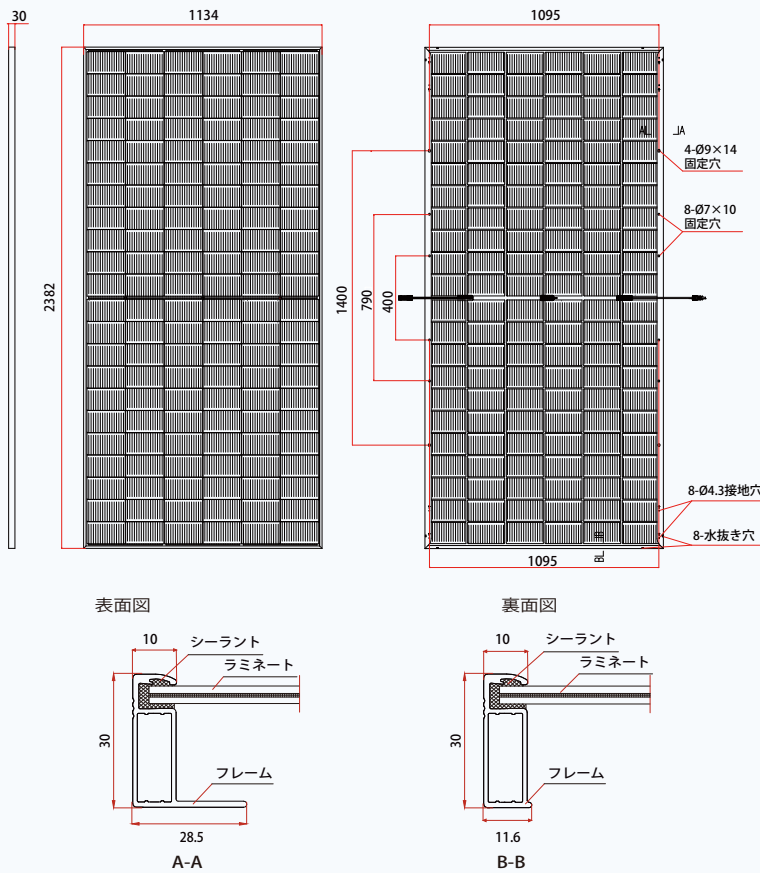 30
1134
1095
2382
1400
790
400
AL
⅃A
4-Ø9×14
固定穴
8-Ø7×10
固定穴
8-Ø4.3接地穴
8-水抜き穴
1095
BL
表面図
裏面図
10
シーラント
ラミネート
30
フレーム
28.5
A-A
10
シーラント
ラミネート
30
フレーム
11.6
B-B